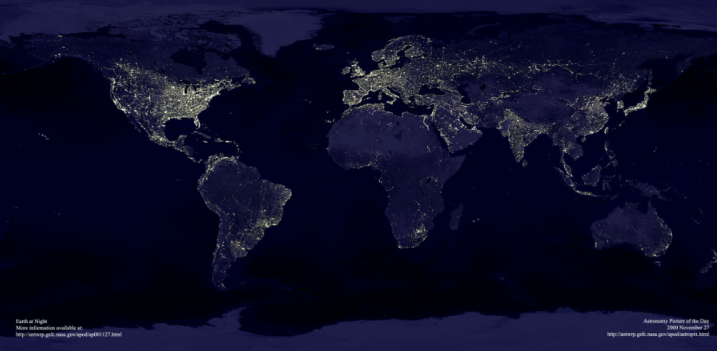 Earth at Night
More information available at:
http://antwrp.gsfc.nasa.gov/apod/ap001127.html
Astronomy Picture of the Day
2000 November 27
http://antwrp.gsfc.nasa.gov/apod/astropix.html